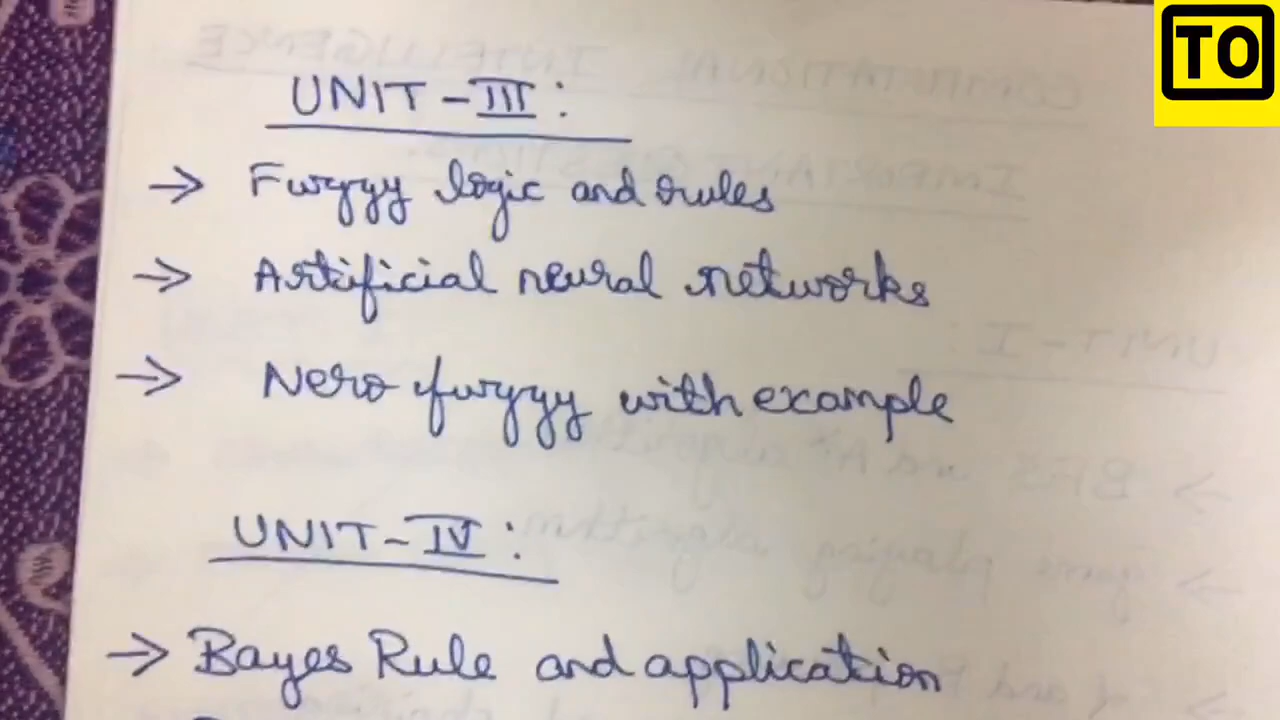 TO
UNIT-III:
→ Fuzzy logic and rules
→ Artificial neural networks
→ Nero fuzzy with example
UNIT-IV:
→ Bayes Rule and application